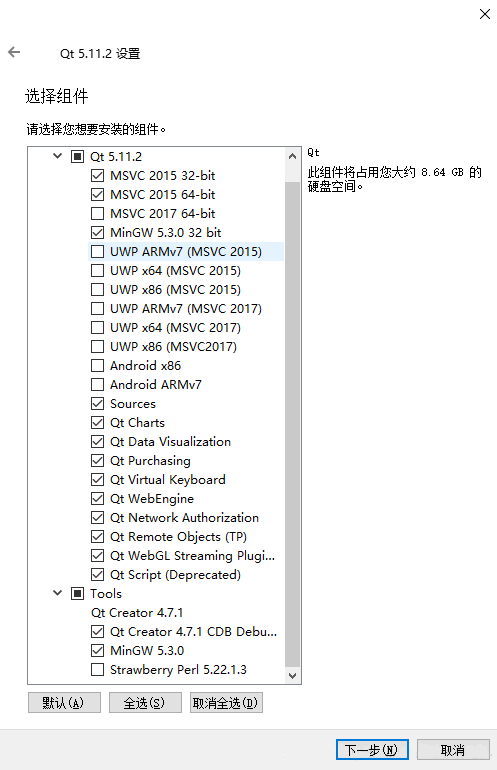 Qt 5.11.2 设置
选择组件
请选择您想要安装的组件。
Qt 5.11.2
MSVC 2015 32-bit
MSVC 2015 64-bit
MSVC 2017 64-bit
MinGW 5.3.0 32 bit
UWP ARMv7 (MSVC 2015)
UWP x64 (MSVC 2015)
UWP x86 (MSVC 2015)
UWP ARMv7 (MSVC 2017)
UWP x64 (MSVC 2017)
UWP x86 (MSVC2017)
Android x86
Android ARMv7
Sources
Qt Charts
Qt Data Visualization
Qt Purchasing
Qt Virtual Keyboard
Qt WebEngine
Qt Network Authorization
Qt Remote Objects (TP)
Qt WebGL Streaming Plugi...
Qt Script (Deprecated)
Tools
Qt Creator 4.7.1
Qt Creator 4.7.1 CDB Debu...
MinGW 5.3.0
Strawberry Perl 5.22.1.3
Qt
此组件将占用您大约 8.64 GB 的
硬盘空间。
默认(A) 全选(S) 取消全选(D)
下一步(N) 取消